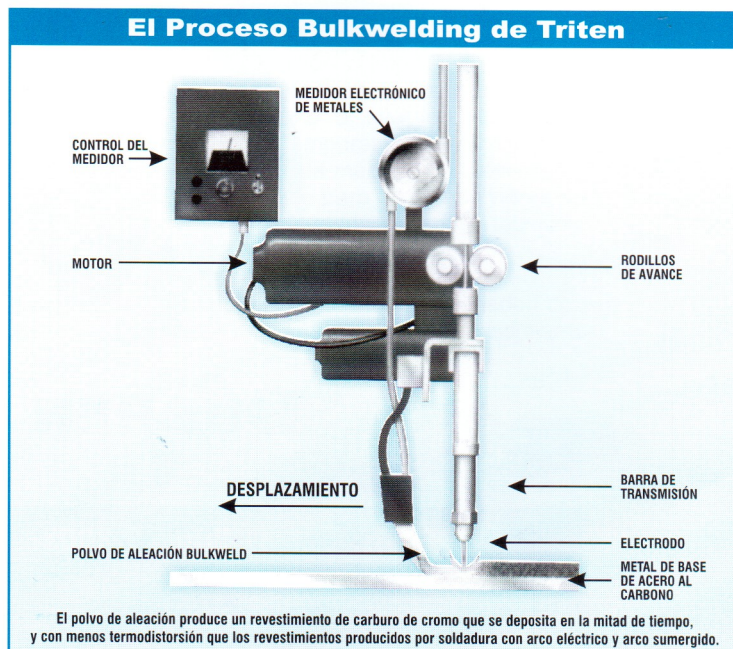 El Proceso Bulkwelding de Triten
MEDIDOR ELECTRÓNICO
DE METALES
CONTROL DEL
MEDIDOR
MOTOR
RODILLOS
DE AVANCE
DESPLAZAMIENTO
BARRA DE
TRANSMISIÓN
ELECTRODO
POLVO DE ALEACIÓN BULKWELD
METAL DE BASE
DE ACERO AL
CARBONO
El polvo de aleación produce un revestimiento de carburo de cromo que se deposita en la mitad de tiempo,
y con menos termodistorsión que los revestimientos producidos por soldadura con arco eléctrico y arco sumergido.